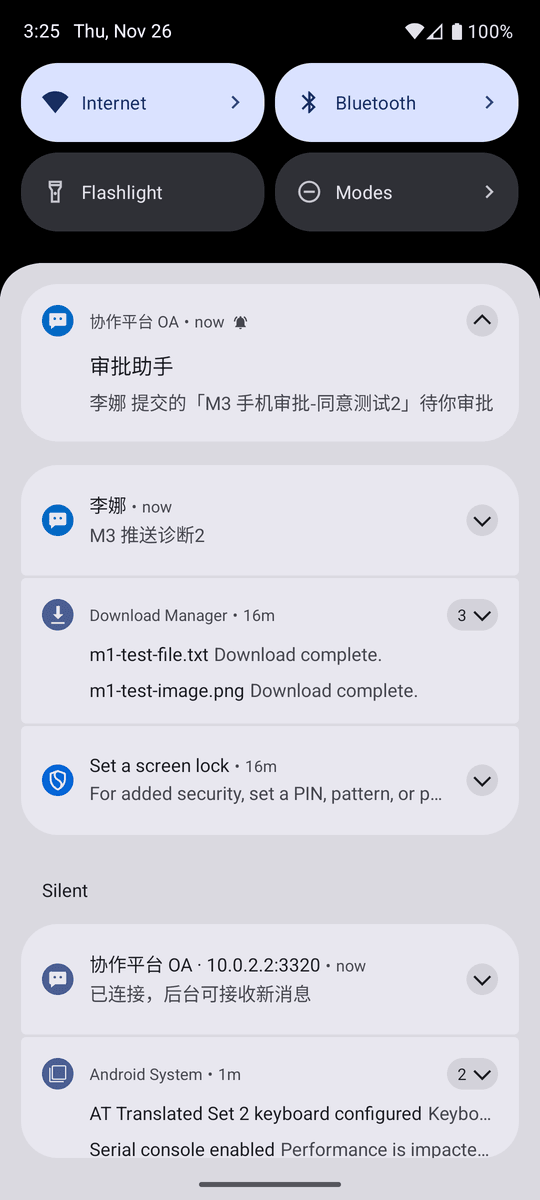 3:25 Thu, Nov 26 100%
Internet Bluetooth
Flashlight Modes
协作平台 OA • now
审批助手
李娜 提交的「M3 手机审批-同意测试2」待你审批
李娜 • now
M3 推送诊断2
Download Manager • 16m 3
m1-test-file.txt Download complete.
m1-test-image.png Download complete.
Set a screen lock • 16m
For added security, set a PIN, pattern, or p…
Silent
协作平台 OA · 10.0.2.2:3320 • now
已连接，后台可接收新消息
Android System • 1m 2
AT Translated Set 2 keyboard configured Keybo…
Serial console enabled Performance is impacte…